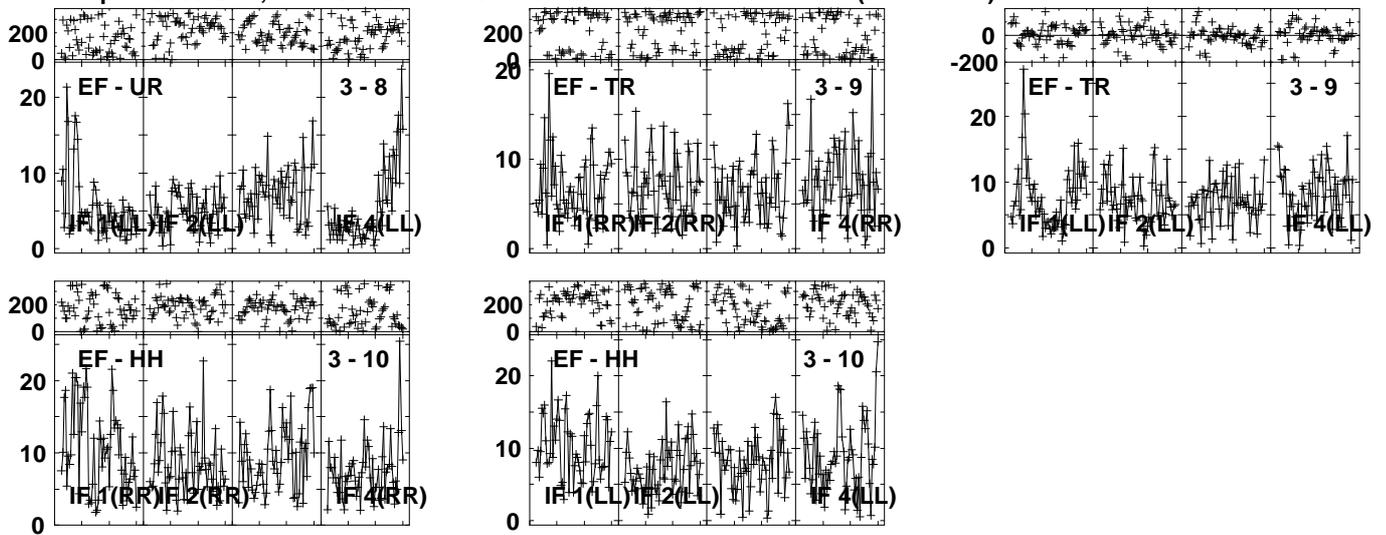 200
0
EF - UR 3 - 8
20
10
0
IF 1(LL) IF 2(LL) IF 4(LL)
200
0
20
EF - TR 3 - 9
10
0
IF 1(RR) IF 2(RR) IF 4(RR)
0
-200
EF - TR 3 - 9
20
10
0
IF 1(LL) IF 2(LL) IF 4(LL)
200
0
EF - HH 3 - 10
20
10
0
IF 1(RR) IF 2(RR) IF 4(RR)
200
0
EF - HH 3 - 10
20
10
0
IF 1(LL) IF 2(LL) IF 4(LL)